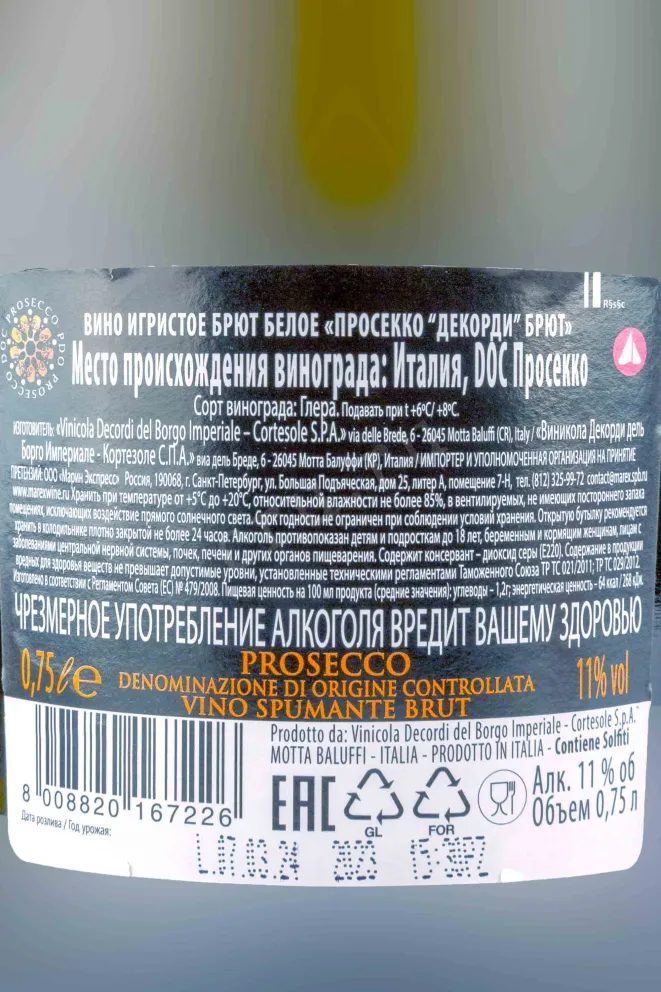 PROSECCO PDO PROSECCO DOC
R§s§c
ВИНО ИГРИСТОЕ БРЮТ БЕЛОЕ «ПРОСЕККО "ДЕКОРДИ" БРЮТ»
Место происхождения винограда: Италия, DOC Просекко
Сорт винограда: Глера. Подавать при t +6°C/ +8°C.
ИЗГОТОВИТЕЛЬ: «Vinicola Decordi del Borgo Imperiale – Cortesole S.P.A.» via delle Brede, 6 - 26045 Motta Baluffi (CR), Italy / «Виникола Декорди дель
Борго Империале - Кортезоле С.П.А.» виа дель Бреде, 6 - 26045 Мотта Балуффи (КР), Италия / ИМПОРТЕР И УПОЛНОМОЧЕННАЯ ОРГАНИЗАЦИЯ НА ПРИНЯТИЕ
ПРЕТЕНЗИЙ: ООО «Марин Экспресс» Россия, 190068, г. Санкт-Петербург, ул. Большая Подъяческая, дом 25, литер А, помещение 7-Н, тел. (812) 325-99-72 contact@marex.spb.ru
www.marexwine.ru Хранить при температуре от +5°C до +20°C, относительной влажности не более 85%, в вентилируемых, не имеющих постороннего запаха
помещениях, исключающих воздействие прямого солнечного света. Срок годности не ограничен при соблюдении условий хранения. Открытую бутылку рекомендуется
хранить в холодильнике плотно закрытой не более 24 часов. Алкоголь противопоказан детям и подросткам до 18 лет, беременным и кормящим женщинам, лицам с
заболеваниями центральной нервной системы, почек, печени и других органов пищеварения. Содержит консервант – диоксид серы (E220). Содержание в продукции
вредных для здоровья веществ не превышает допустимые уровни, установленные техническими регламентами Таможенного Союза ТР ТС 021/2011; ТР ТС 029/2012.
Изготовлено в соответствии с Регламентом Совета (ЕС) № 479/2008. Пищевая ценность на 100 мл продукта (средние значения): углеводы - 1,2г; энергетическая ценность – 64 ккал / 268 кДж.
ЧРЕЗМЕРНОЕ УПОТРЕБЛЕНИЕ АЛКОГОЛЯ ВРЕДИТ ВАШЕМУ ЗДОРОВЬЮ
0,75 ℓ e
PROSECCO
DENOMINAZIONE DI ORIGINE CONTROLLATA
VINO SPUMANTE BRUT
11% vol
Prodotto da: Vinicola Decordi del Borgo Imperiale - Cortesole S.p.A.
MOTTA BALUFFI - ITALIA - PRODOTTO IN ITALIA - Contiene Solfiti
8 008820 167226
Дата розлива / Год урожая:
EAC
GL
FOR
Алк. 11 % об
Объем 0,75 л
L.07.03.24 2023